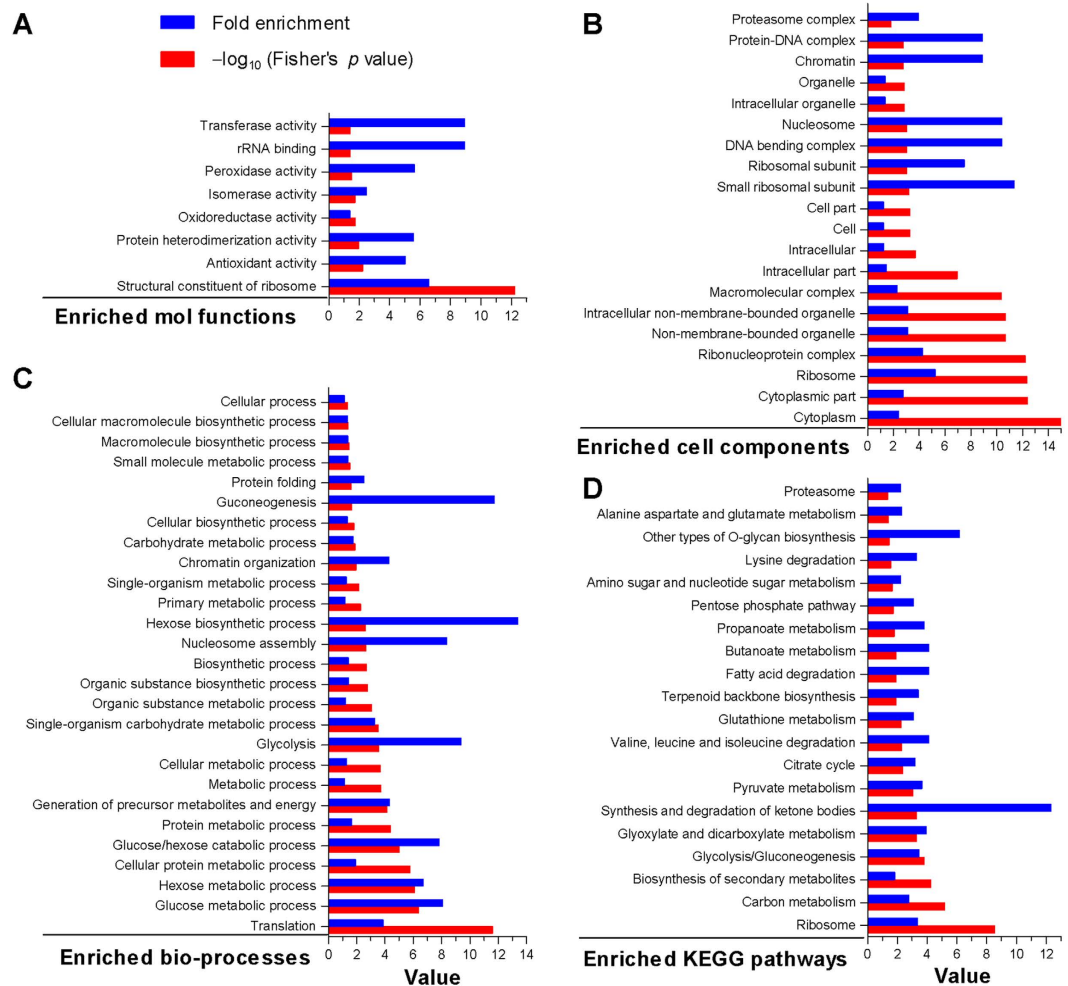 A
Fold enrichment
−log10 (Fisher's p value)
Transferase activity
rRNA binding
Peroxidase activity
Isomerase activity
Oxidoreductase activity
Protein heterodimerization activity
Antioxidant activity
Structural constituent of ribosome
0 2 4 6 8 10 12
Enriched mol functions
B
Proteasome complex
Protein-DNA complex
Chromatin
Organelle
Intracellular organelle
Nucleosome
DNA bending complex
Ribosomal subunit
Small ribosomal subunit
Cell part
Cell
Intracellular
Intracellular part
Macromolecular complex
Intracellular non-membrane-bounded organelle
Non-membrane-bounded organelle
Ribonucleoprotein complex
Ribosome
Cytoplasmic part
Cytoplasm
0 2 4 6 8 10 12 14
Enriched cell components
C
Cellular process
Cellular macromolecule biosynthetic process
Macromolecule biosynthetic process
Small molecule metabolic process
Protein folding
Guconeogenesis
Cellular biosynthetic process
Carbohydrate metabolic process
Chromatin organization
Single-organism metabolic process
Primary metabolic process
Hexose biosynthetic process
Nucleosome assembly
Biosynthetic process
Organic substance biosynthetic process
Organic substance metabolic process
Single-organism carbohydrate metabolic process
Glycolysis
Cellular metabolic process
Metabolic process
Generation of precursor metabolites and energy
Protein metabolic process
Glucose/hexose catabolic process
Cellular protein metabolic process
Hexose metabolic process
Glucose metabolic process
Translation
0 2 4 6 8 10 12 14
Enriched bio-processes
Value
D
Proteasome
Alanine aspartate and glutamate metabolism
Other types of O-glycan biosynthesis
Lysine degradation
Amino sugar and nucleotide sugar metabolism
Pentose phosphate pathway
Propanoate metabolism
Butanoate metabolism
Fatty acid degradation
Terpenoid backbone biosynthesis
Glutathione metabolism
Valine, leucine and isoleucine degradation
Citrate cycle
Pyruvate metabolism
Synthesis and degradation of ketone bodies
Glyoxylate and dicarboxylate metabolism
Glycolysis/Gluconeogenesis
Biosynthesis of secondary metabolites
Carbon metabolism
Ribosome
0 2 4 6 8 10 12
Enriched KEGG pathways
Value